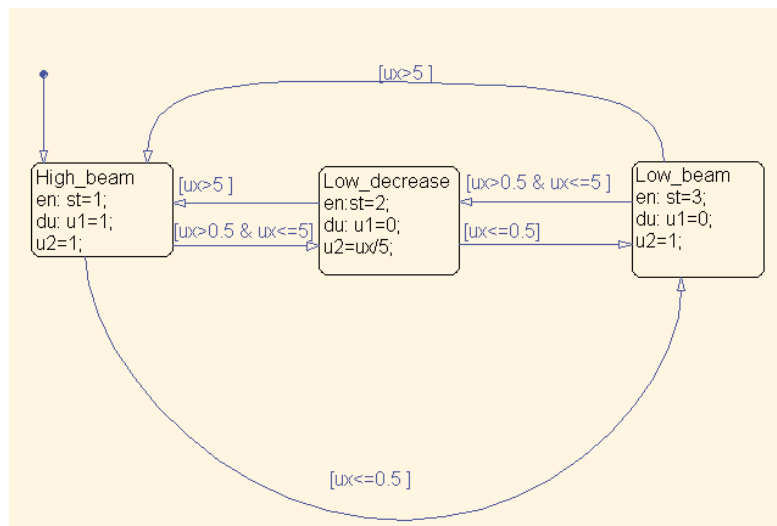 [ux>5 ]
High_beam
en: st=1;
du: u1=1;
u2=1;
[ux>5 ]
[ux>0.5 & ux<=5]
Low_decrease
en:st=2;
du: u1=0;
u2=ux/5;
[ux>0.5 & ux<=5 ]
[ux<=0.5]
Low_beam
en: st=3;
du: u1=0;
u2=1;
[ux<=0.5 ]